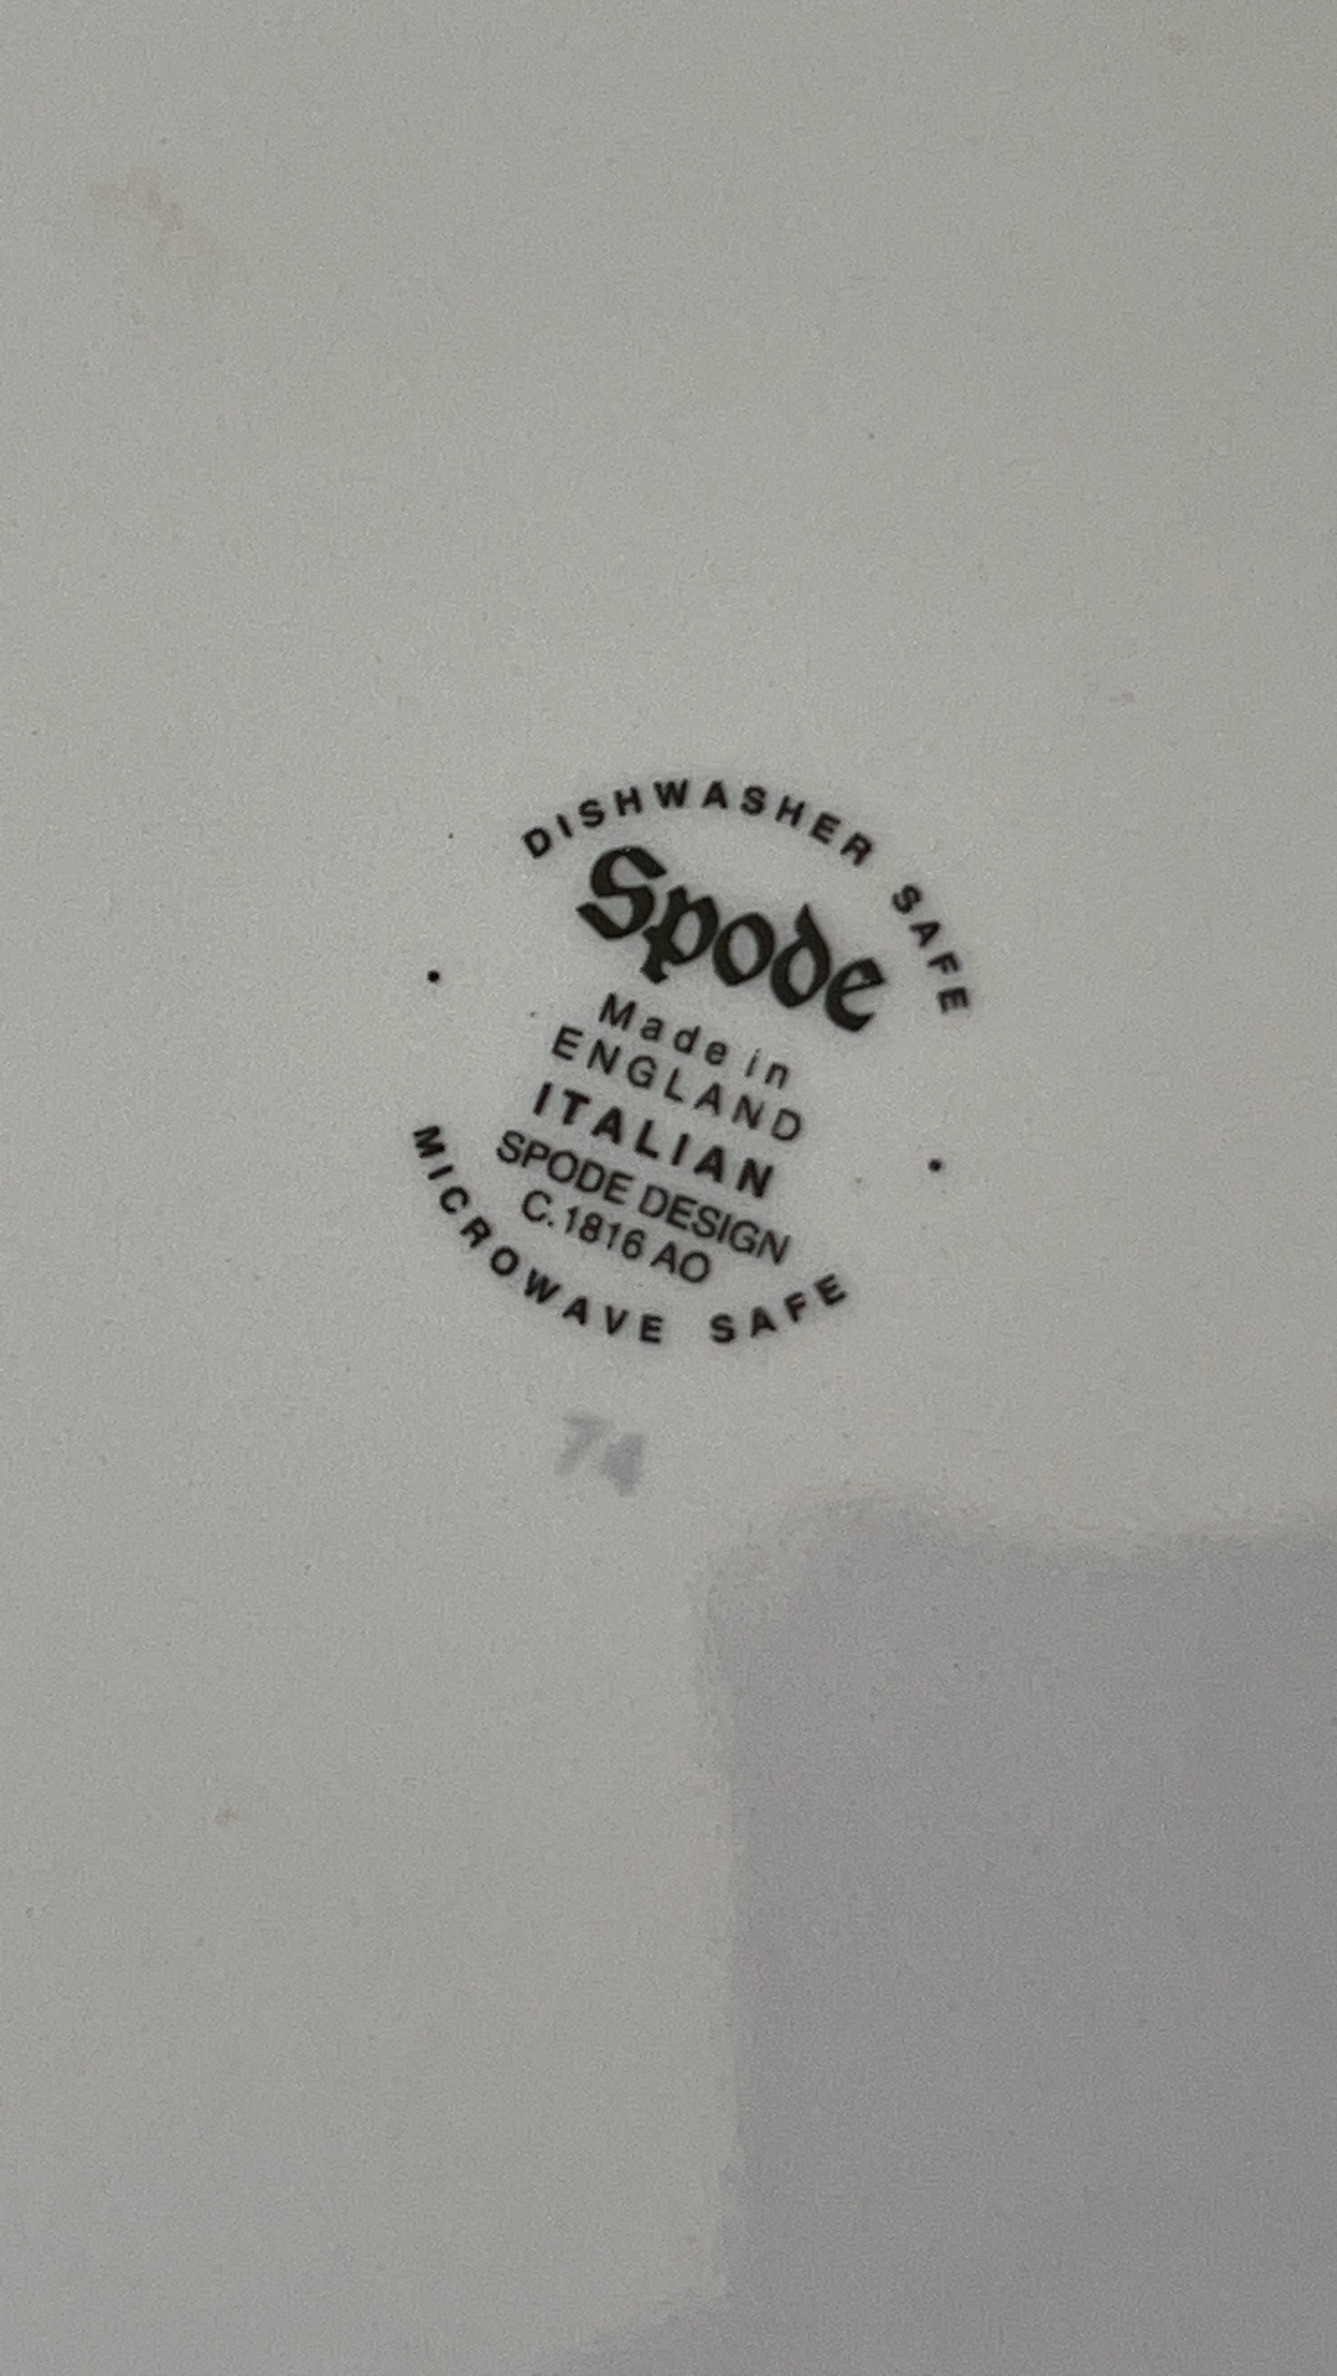 DISHWASHER SAFE
Spode
Made in
ENGLAND
ITALIAN
SPODE DESIGN
C.1816 AO
MICROWAVE SAFE
74